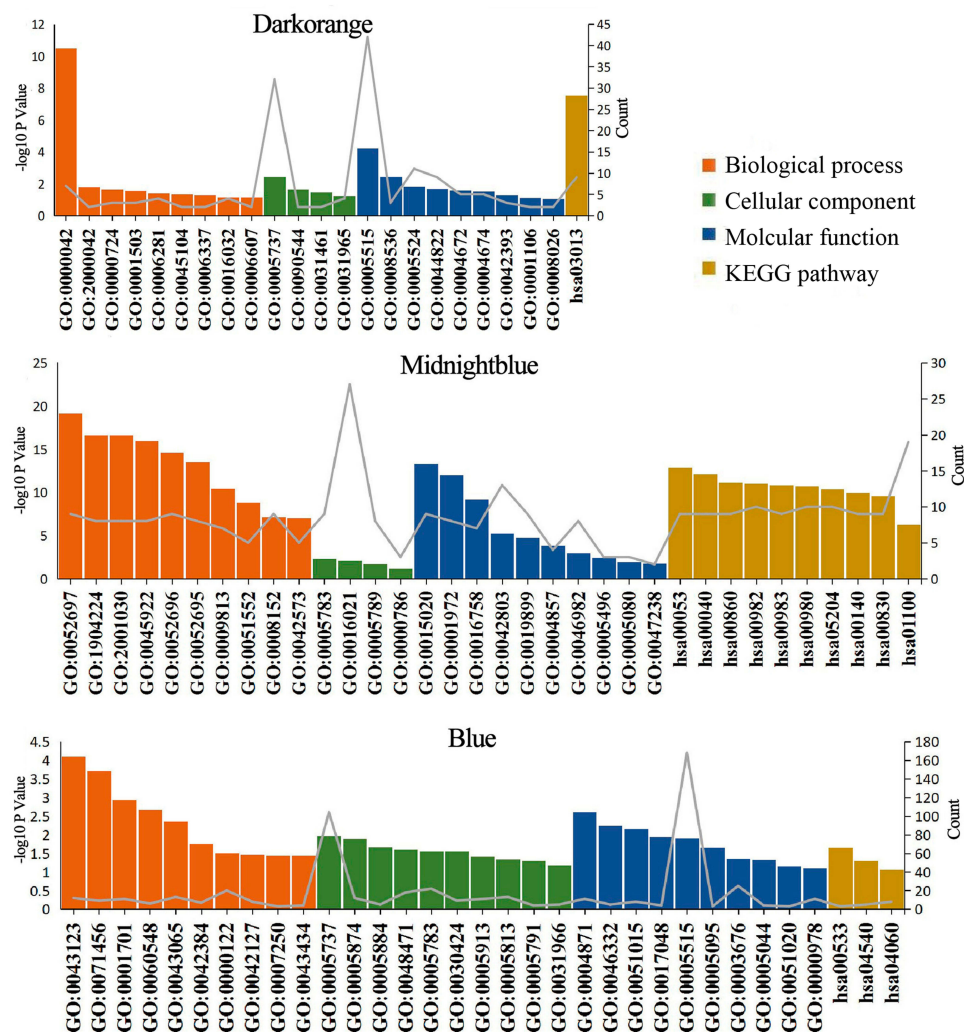 Darkorange
-log10 P Value
12
10
8
6
4
2
0
45
40
35
30
25
20
15
10
5
0
Count
GO:0000042
GO:2000042
GO:0000724
GO:0001503
GO:0006281
GO:0045104
GO:0006337
GO:0016032
GO:0006607
GO:0005737
GO:0090544
GO:0031461
GO:0031965
GO:0005515
GO:0008536
GO:0005524
GO:0044822
GO:0004672
GO:0004674
GO:0042393
GO:0001106
GO:0008026
hsa03013
Biological process
Cellular component
Molcular function
KEGG pathway
Midnightblue
-log10 P Value
25
20
15
10
5
0
30
25
20
15
10
5
0
Count
GO:0052697
GO:1904224
GO:2001030
GO:0045922
GO:0052696
GO:0052695
GO:0009813
GO:0051552
GO:0008152
GO:0042573
GO:0005783
GO:0016021
GO:0005789
GO:0000786
GO:0015020
GO:0001972
GO:0016758
GO:0042803
GO:0019899
GO:0004857
GO:0046982
GO:0005496
GO:0005080
GO:0047238
hsa00053
hsa00040
hsa00860
hsa00982
hsa00983
hsa00980
hsa05204
hsa00140
hsa00830
hsa01100
Blue
-log10 P Value
4.5
4
3.5
3
2.5
2
1.5
1
0.5
0
180
160
140
120
100
80
60
40
20
0
Count
GO:0043123
GO:0071456
GO:0001701
GO:0060548
GO:0043065
GO:0042384
GO:0000122
GO:0042127
GO:0007250
GO:0043434
GO:0005737
GO:0005874
GO:0005884
GO:0048471
GO:0005783
GO:0030424
GO:0005913
GO:0005813
GO:0005791
GO:0031966
GO:0004871
GO:0046332
GO:0051015
GO:0017048
GO:0005515
GO:0005095
GO:0003676
GO:0005044
GO:0051020
GO:0000978
hsa00533
hsa04540
hsa04060